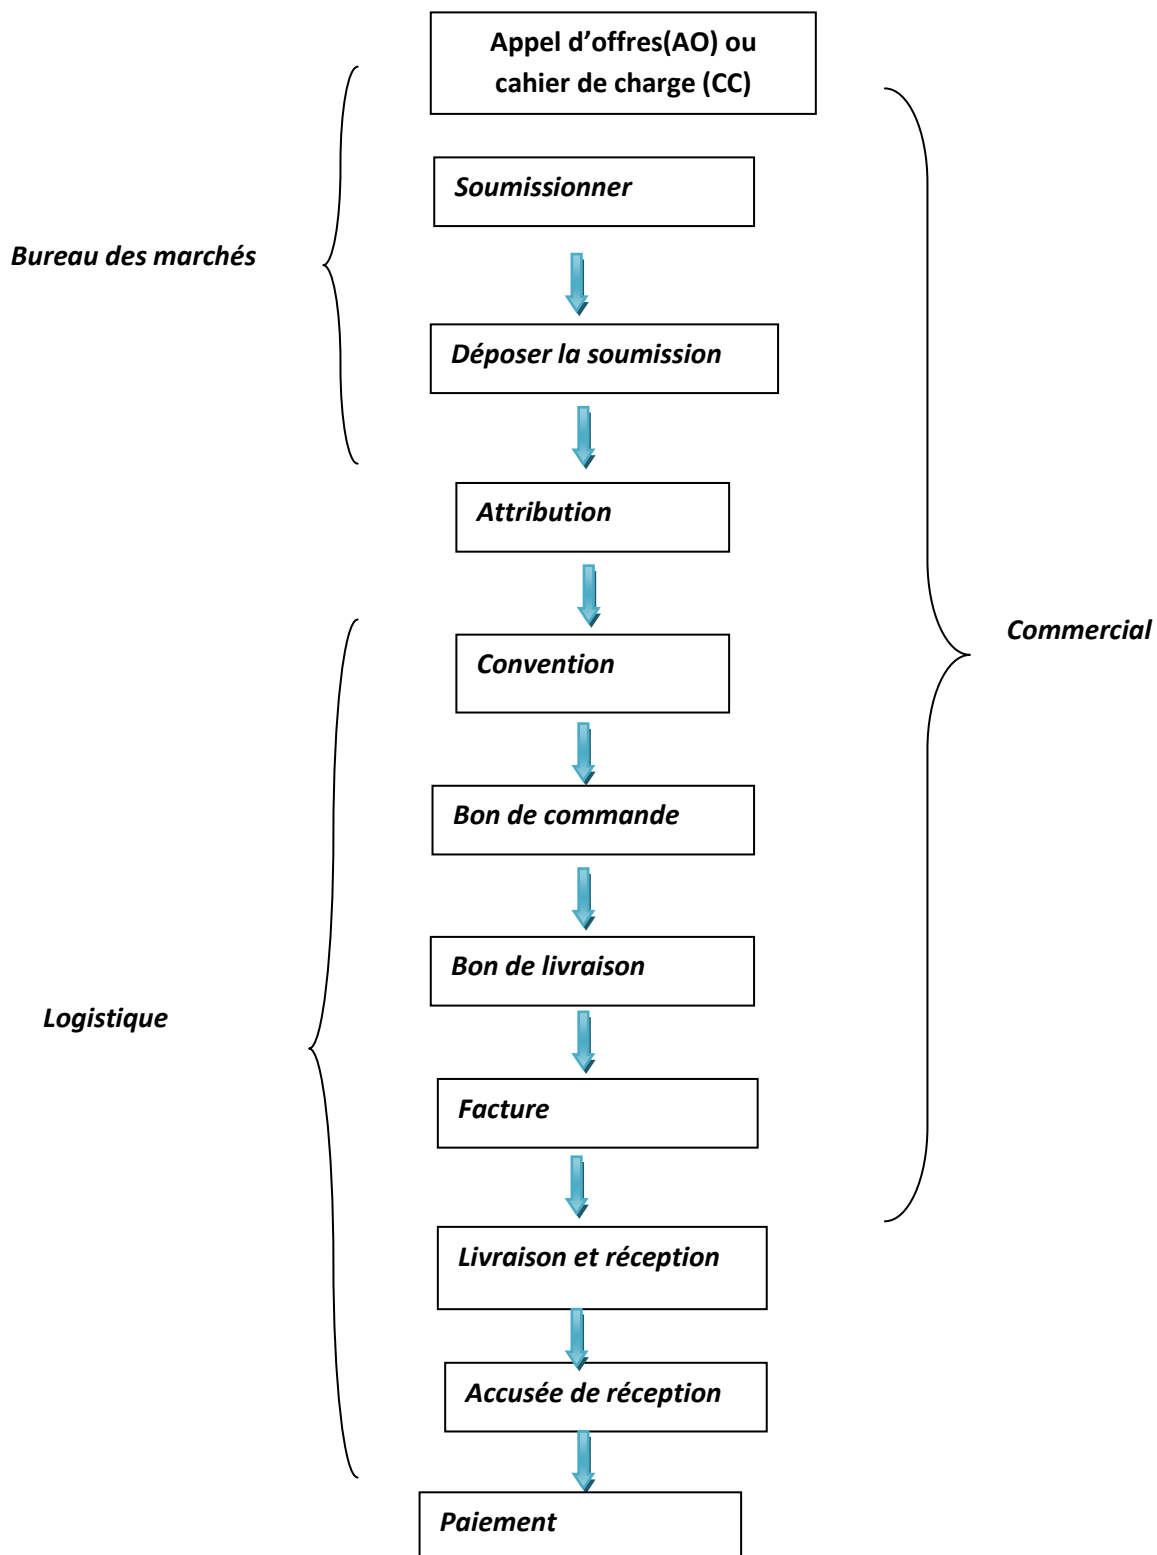 Appel d’offres(AO) ou
cahier de charge (CC)
Soumissionner
Bureau des marchés
Déposer la soumission
Attribution
Commercial
Convention
Bon de commande
Bon de livraison
Logistique
Facture
Livraison et réception
Accusée de réception
Paiement